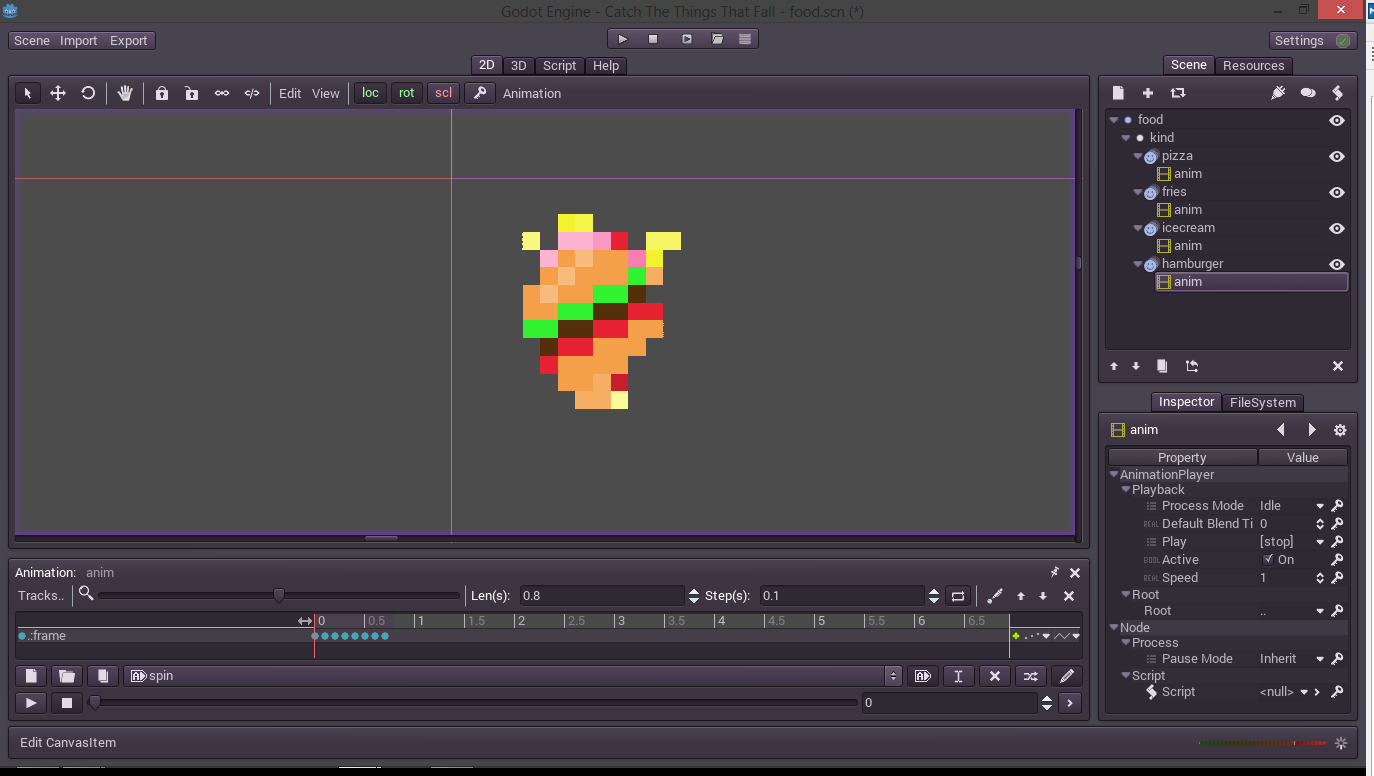 Godot Engine - Catch The Things That Fall - food.scn (*)
Scene Import Export
Settings
2D 3D Script Help
Edit View loc rot scl Animation
Scene Resources
food
kind
pizza
anim
fries
anim
icecream
anim
hamburger
anim
Inspector FileSystem
anim
Property Value
AnimationPlayer
Playback
Process Mode Idle
REAL Default Blend Ti 0
Play [stop]
BOOL Active On
REAL Speed 1
Root
Root ..
Node
Process
Pause Mode Inherit
Script
Script <null>
Animation: anim
Tracks.. Len(s): 0.8 Step(s): 0.1
0 0.5 1 1.5 2 2.5 3 3.5 4 4.5 5 5.5 6 6.5
.:frame
spin
0
Edit CanvasItem